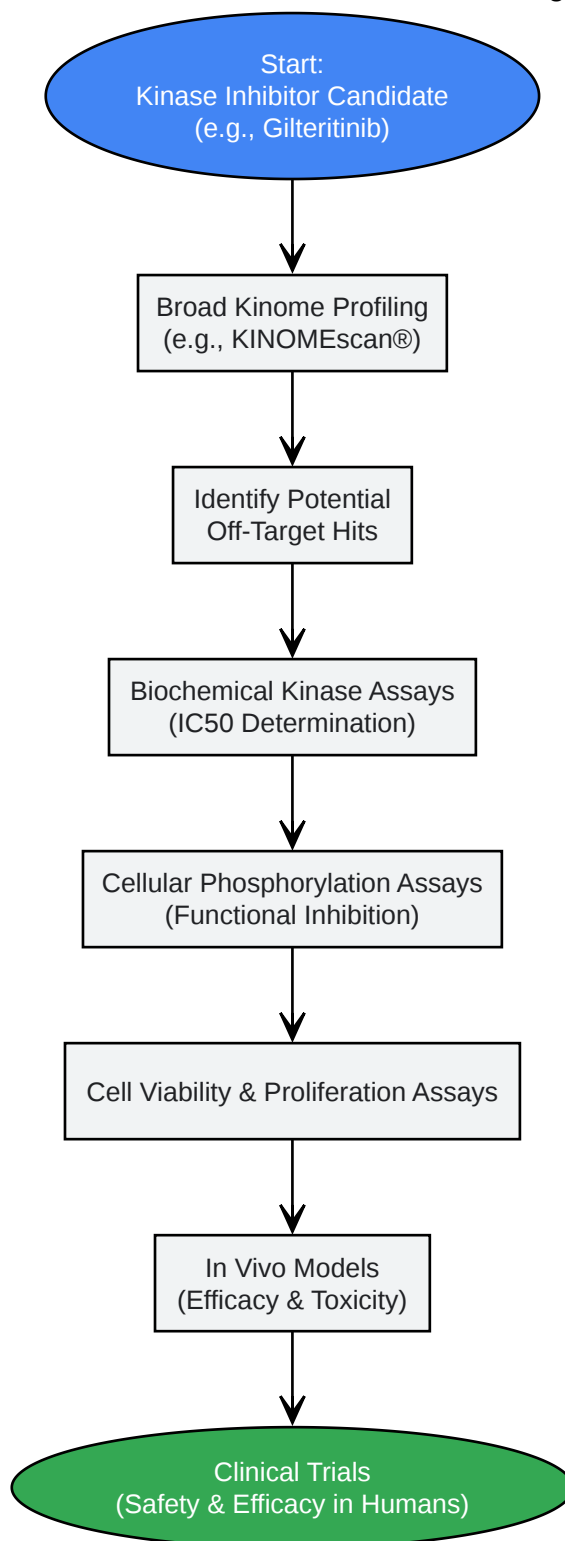 Start:
Kinase Inhibitor Candidate
(e.g., Gilteritinib)
Broad Kinome Profiling
(e.g., KINOMEscan®)
Identify Potential
Off-Target Hits
Biochemical Kinase Assays
(IC50 Determination)
Cellular Phosphorylation Assays
(Functional Inhibition)
Cell Viability & Proliferation Assays
In Vivo Models
(Efficacy & Toxicity)
Clinical Trials
(Safety & Efficacy in Humans)